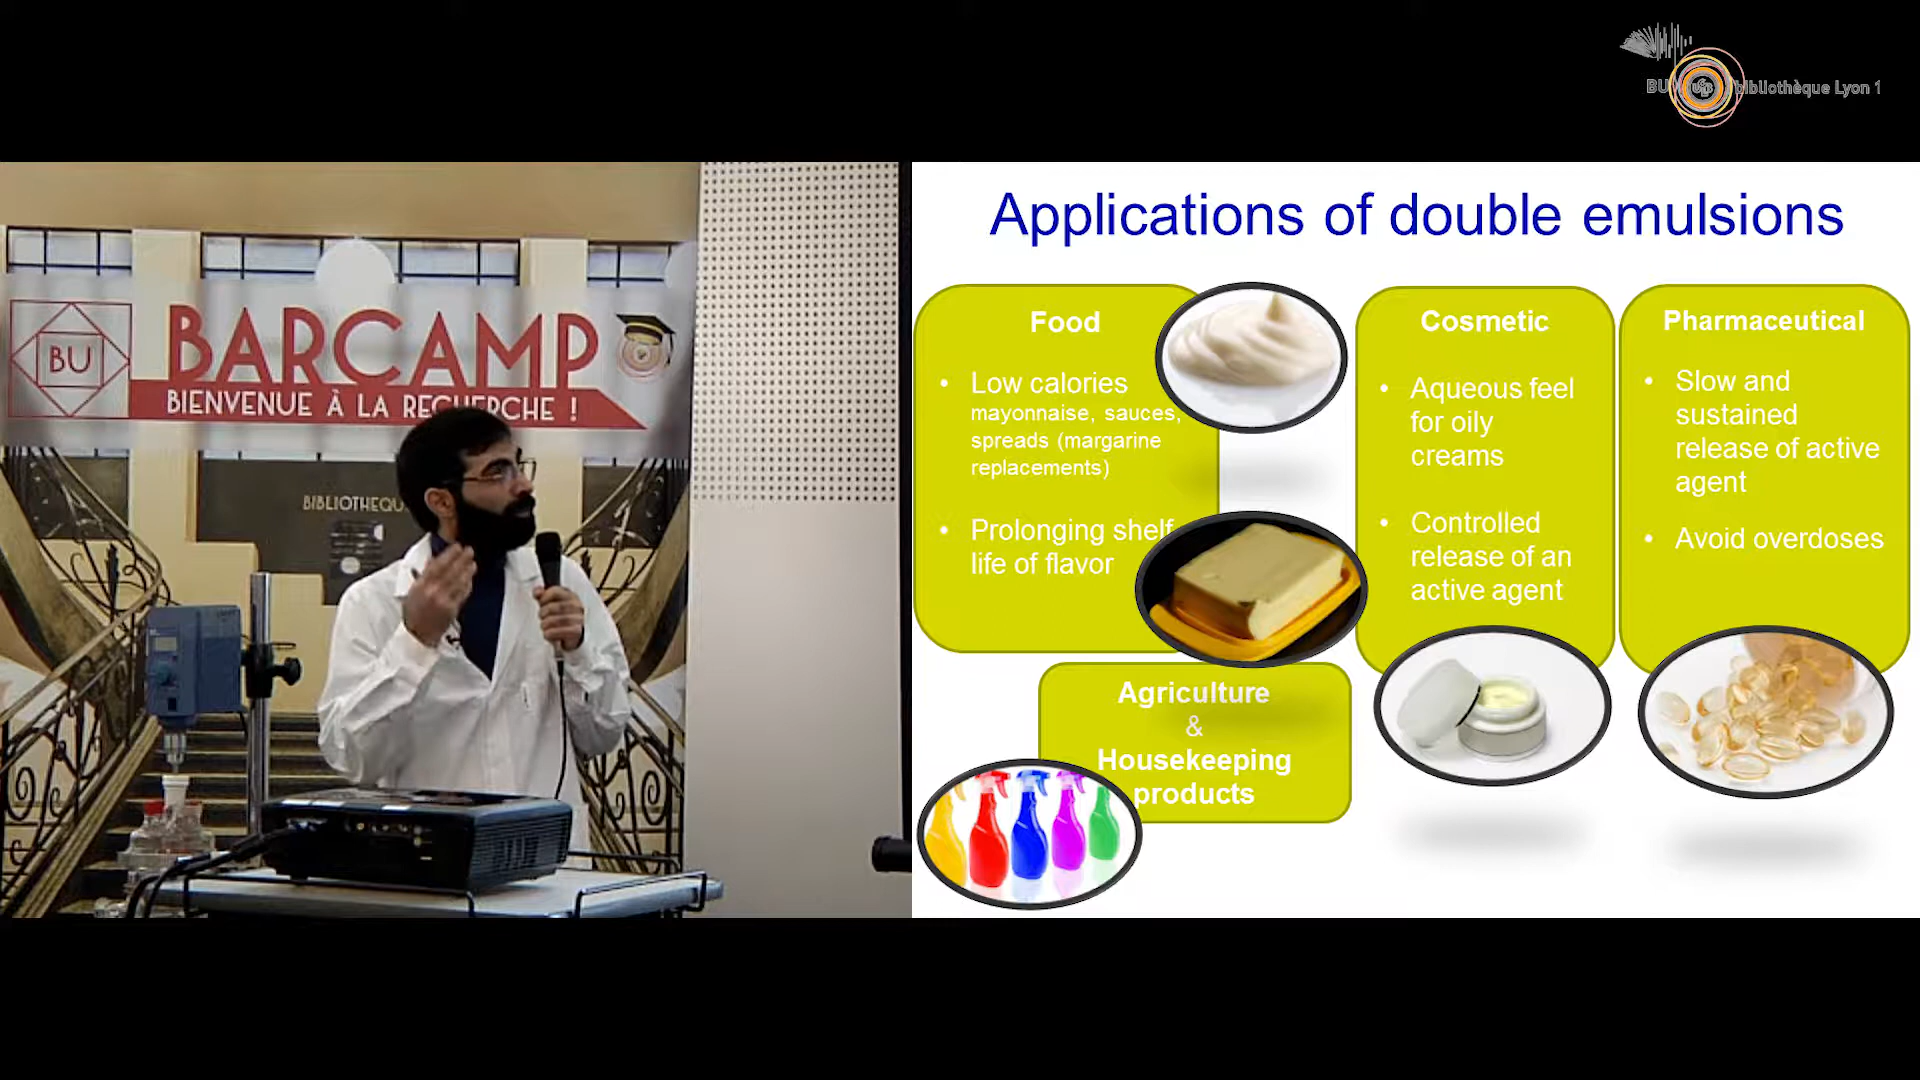 Bibliothèque Lyon 1
BU
BARCAMP
BIENVENUE À LA RECHERCHE !
Applications of double emulsions
Food
• Low calories
mayonnaise, sauces,
spreads (margarine
replacements)
• Prolonging shelf
life of flavor
Cosmetic
• Aqueous feel
for oily
creams
• Controlled
release of an
active agent
Pharmaceutical
• Slow and
sustained
release of active
agent
• Avoid overdoses
Agriculture
&
Housekeeping
products